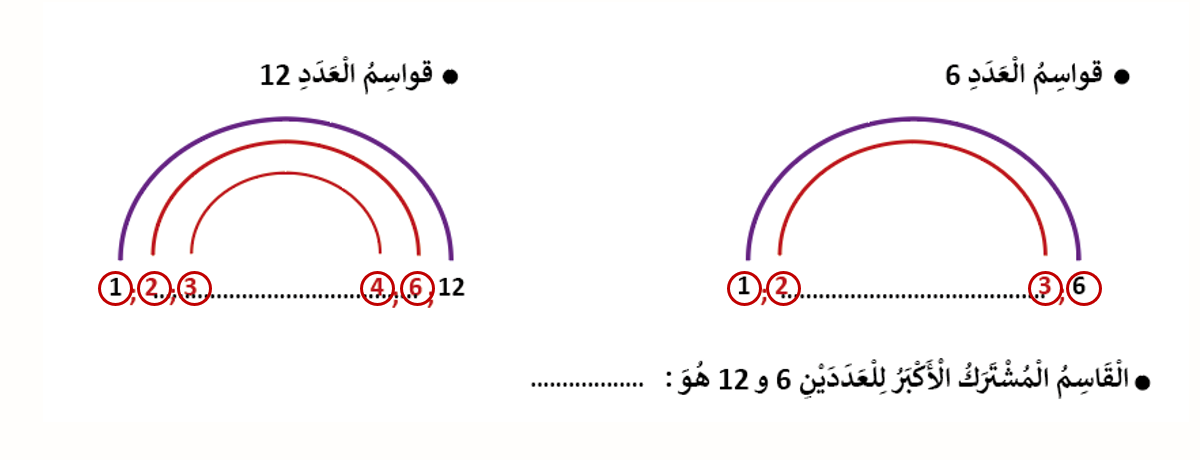 ● قواسِمُ الْعَدَدِ 6
● قواسِمُ الْعَدَدِ 12
1 ; 2 ........................................ 3 ; 6
1 ; 2 ; 3 ........................................ 4 ; 6 ; 12
● الْقَاسِمُ الْمُشْتَرَكُ الْأَكْبَرُ لِلْعَدَدَيْنِ 6 و 12 هُوَ : ..................